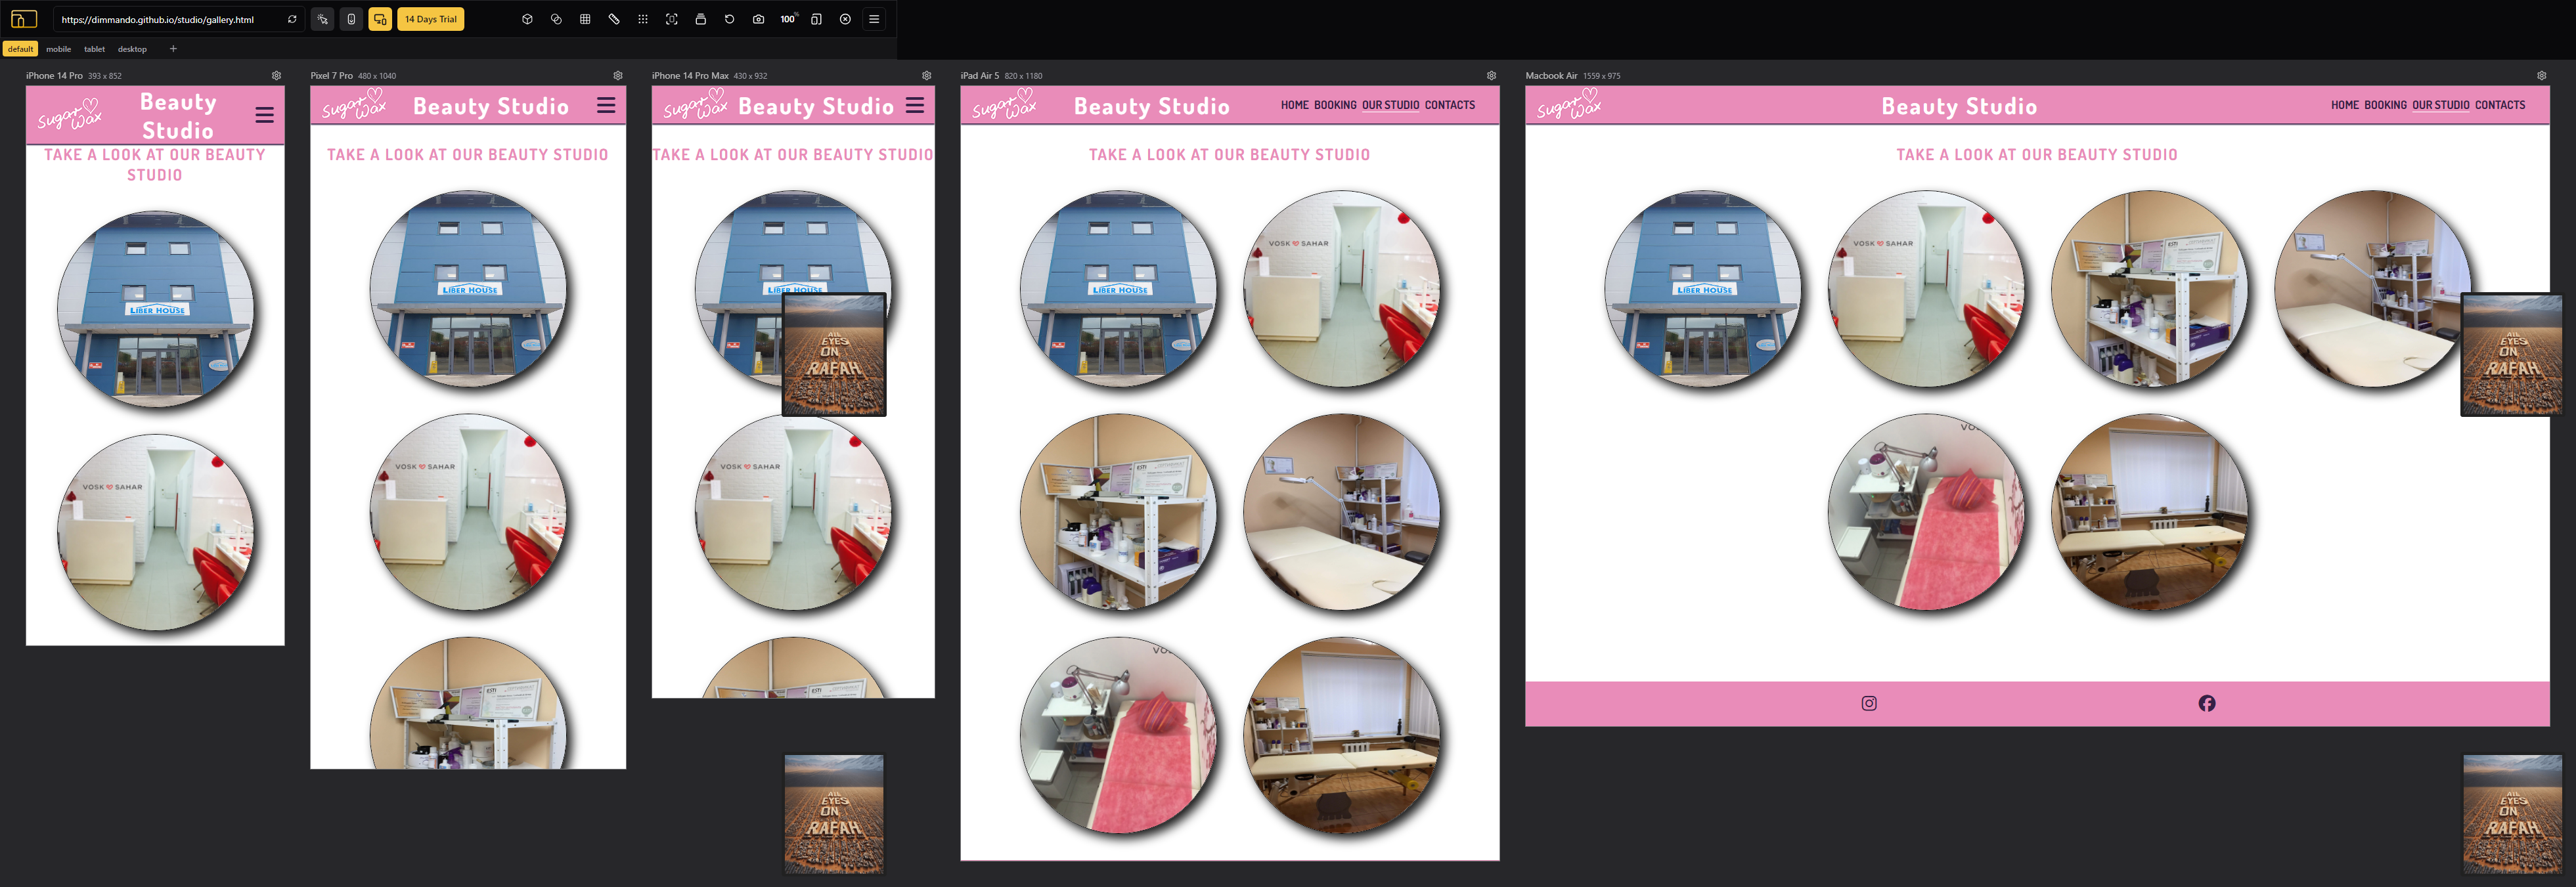 https://dimmando.github.io/studio/gallery.html
14 Days Trial
100%
default mobile tablet desktop
iPhone 14 Pro 393 x 852
Sugar Wax
Beauty
Studio
TAKE A LOOK AT OUR BEAUTY
STUDIO
LIBER HOUSE
VOSK SAHAR
Pixel 7 Pro 480 x 1040
Sugar Wax
Beauty Studio
TAKE A LOOK AT OUR BEAUTY STUDIO
LIBER HOUSE
VOSK SAHAR
ESTI
iPhone 14 Pro Max 430 x 932
Sugar Wax
Beauty Studio
TAKE A LOOK AT OUR BEAUTY STUDIO
LIBER HOUSE
ALL
EYES
ON
RAFAH
VOSK SAHAR
ESTI
ALL
EYES
ON
RAFAH
iPad Air 5 820 x 1180
Sugar Wax
Beauty Studio
HOME BOOKING OUR STUDIO CONTACTS
TAKE A LOOK AT OUR BEAUTY STUDIO
LIBER HOUSE
VOSK SAHAR
ESTI
VO
Macbook Air 1559 x 975
Sugar Wax
Beauty Studio
HOME BOOKING OUR STUDIO CONTACTS
TAKE A LOOK AT OUR BEAUTY STUDIO
LIBER HOUSE
VOSK SAHAR
ALL
EYES
ON
RAFAH
VO
ALL
EYES
ON
RAFAH